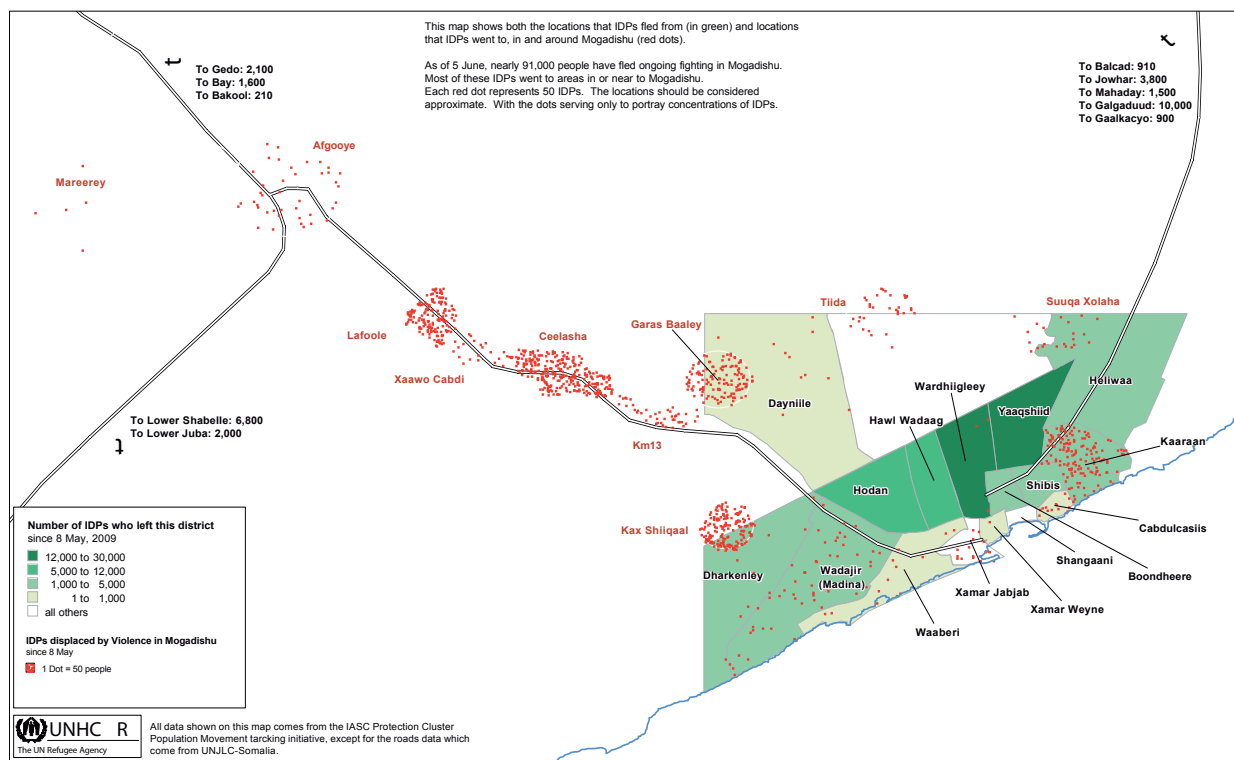 This map shows both the locations that IDPs fled from (in green) and locations
that IDPs went to, in and around Mogadishu (red dots).
As of 5 June, nearly 91,000 people have fled ongoing fighting in Mogadishu.
Most of these IDPs went to areas in or near to Mogadishu.
Each red dot represents 50 IDPs. The locations should be considered
approximate. With the dots serving only to portray concentrations of IDPs.
t
To Gedo: 2,100
To Bay: 1,600
To Bakool: 210
t
To Balcad: 910
To Jowhar: 3,800
To Mahaday: 1,500
To Galgaduud: 10,000
To Gaalkacyo: 900
Afgooye
Mareerey
Tiida
Suuqa Xolaha
Lafoole
Ceelasha
Garas Baaley
Xaawo Cabdi
Wardhiigleey
Heliwaa
Dayniile
Yaaqshiid
Hawl Wadaag
To Lower Shabelle: 6,800
To Lower Juba: 2,000
t
Km13
Kaaraan
Hodan
Shibis
Kax Shiiqaal
Cabdulcasiis
Shangaani
Dharkenley
Wadajir
(Madina)
Boondheere
Xamar Jabjab
Xamar Weyne
Waaberi
Number of IDPs who left this district
since 8 May, 2009
12,000 to 30,000
5,000 to 12,000
1,000 to 5,000
1 to 1,000
all others
IDPs displaced by Violence in Mogadishu
since 8 May
1 Dot = 50 people
UNHC R
The UN Refugee Agency
All data shown on this map comes from the IASC Protection Cluster
Population Movement tarcking initiative, except for the roads data which
come from UNJLC-Somalia.